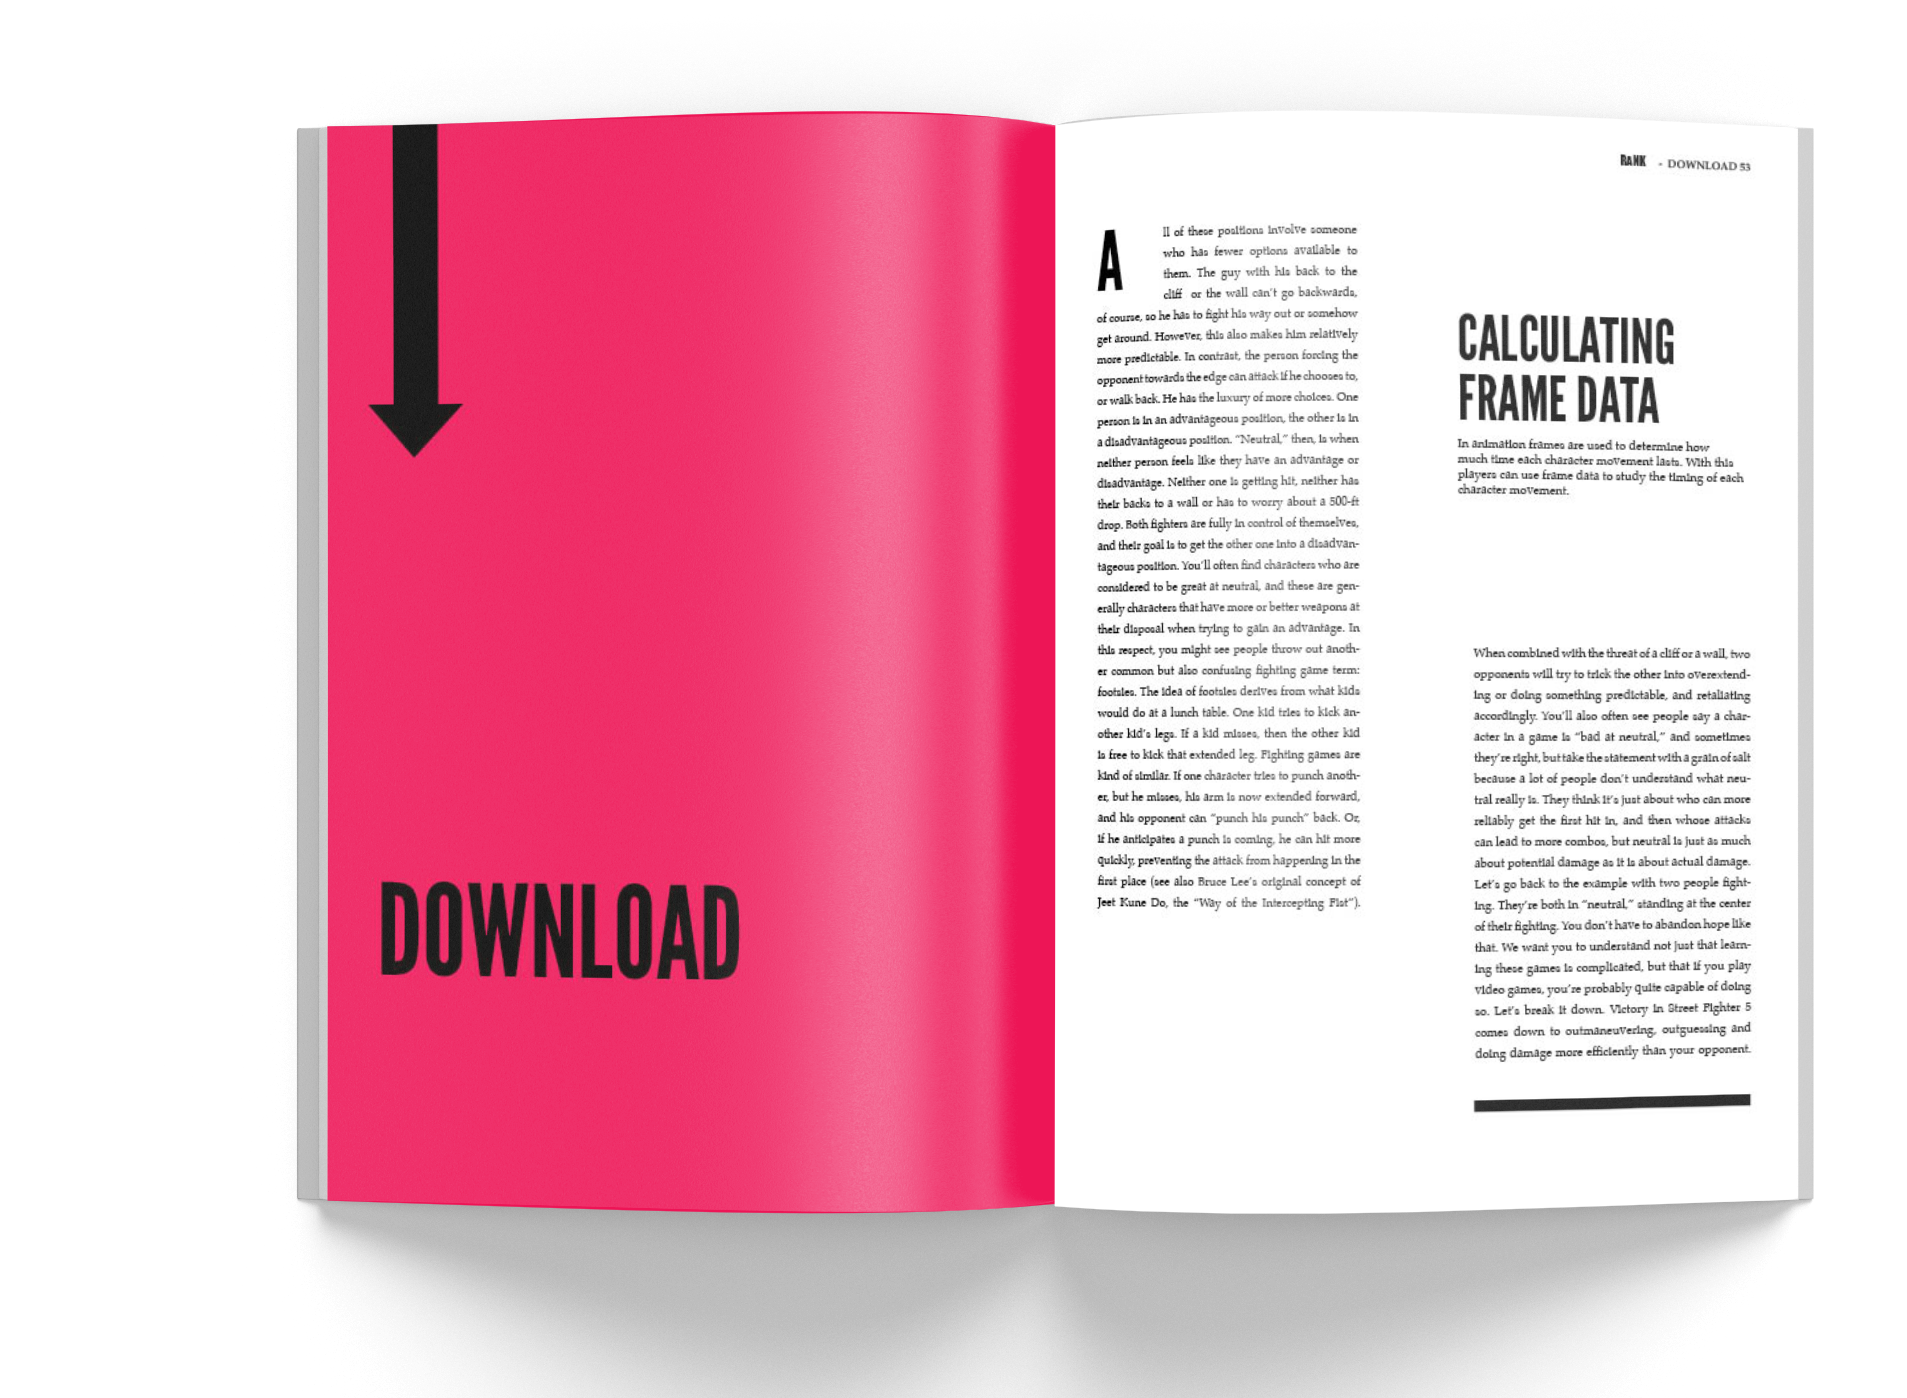 DOWNLOAD
RANK - DOWNLOAD 53
All of these positions involve someone
who has fewer options available to
them. The guy with his back to the
cliff or the wall can't go backwards,
of course, so he has to fight his way out or somehow
get around. However, this also makes him relatively
more predictable. In contrast, the person forcing the
opponent towards the edge can attack if he chooses to,
or walk back. He has the luxury of more choices. One
person is in an advantageous position, the other is in
a disadvantageous position. “Neutral,” then, is when
neither person feels like they have an advantage or
disadvantage. Neither one is getting hit, neither has
their backs to a wall or has to worry about a 500-ft
drop. Both fighters are fully in control of themselves,
and their goal is to get the other one into a disadvan-
tageous position. You'll often find characters who are
considered to be great at neutral, and these are gen-
erally characters that have more or better weapons at
their disposal when trying to gain an advantage. In
this respect, you might see people throw out anoth-
er common but also confusing fighting game term:
footsies. The idea of footsies derives from what kids
would do at a lunch table. One kid tries to kick an-
other kid's legs. If a kid misses, then the other kid
is free to kick that extended leg. Fighting games are
kind of similar. If one character tries to punch anoth-
er, but he misses, his arm is now extended forward,
and his opponent can “punch his punch” back. Or,
if he anticipates a punch is coming, he can hit more
quickly, preventing the attack from happening in the
first place (see also Bruce Lee's original concept of
Jeet Kune Do, the “Way of the Intercepting Fist”).
CALCULATING
FRAME DATA
In animation frames are used to determine how
much time each character movement lasts. With this
players can use frame data to study the timing of each
character movement.
When combined with the threat of a cliff or a wall, two
opponents will try to trick the other into overextend-
ing or doing something predictable, and retaliating
accordingly. You'll also often see people say a char-
acter in a game is “bad at neutral,” and sometimes
they're right, but take the statement with a grain of salt
because a lot of people don't understand what neu-
tral really is. They think it's just about who can more
reliably get the first hit in, and then whose attacks
can lead to more combos, but neutral is just as much
about potential damage as it is about actual damage.
Let's go back to the example with two people fight-
ing. They're both in “neutral,” standing at the center
of their fighting. You don't have to abandon hope like
that. We want you to understand not just that learn-
ing these games is complicated, but that if you play
video games, you're probably quite capable of doing
so. Let's break it down. Victory in Street Fighter 5
comes down to outmaneuvering, outguessing and
doing damage more efficiently than your opponent.